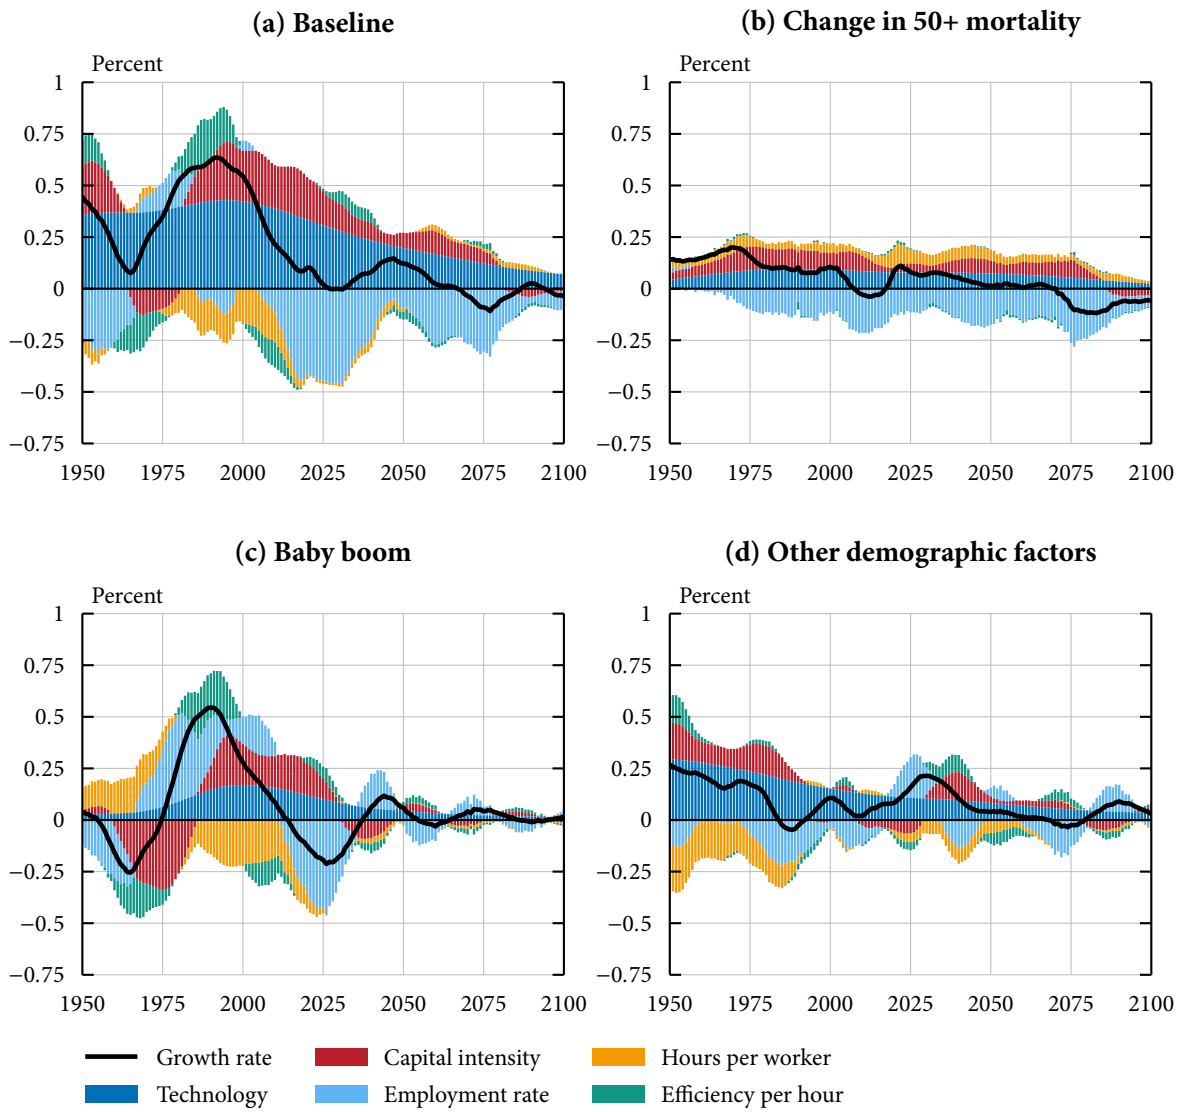 (a) Baseline
Percent
1
0.75
0.5
0.25
0
−0.25
−0.5
−0.75
1950 1975 2000 2025 2050 2075 2100
(b) Change in 50+ mortality
Percent
1
0.75
0.5
0.25
0
−0.25
−0.5
−0.75
1950 1975 2000 2025 2050 2075 2100
(c) Baby boom
Percent
1
0.75
0.5
0.25
0
−0.25
−0.5
−0.75
1950 1975 2000 2025 2050 2075 2100
(d) Other demographic factors
Percent
1
0.75
0.5
0.25
0
−0.25
−0.5
−0.75
1950 1975 2000 2025 2050 2075 2100
Growth rate Capital intensity Hours per worker
Technology Employment rate Efficiency per hour